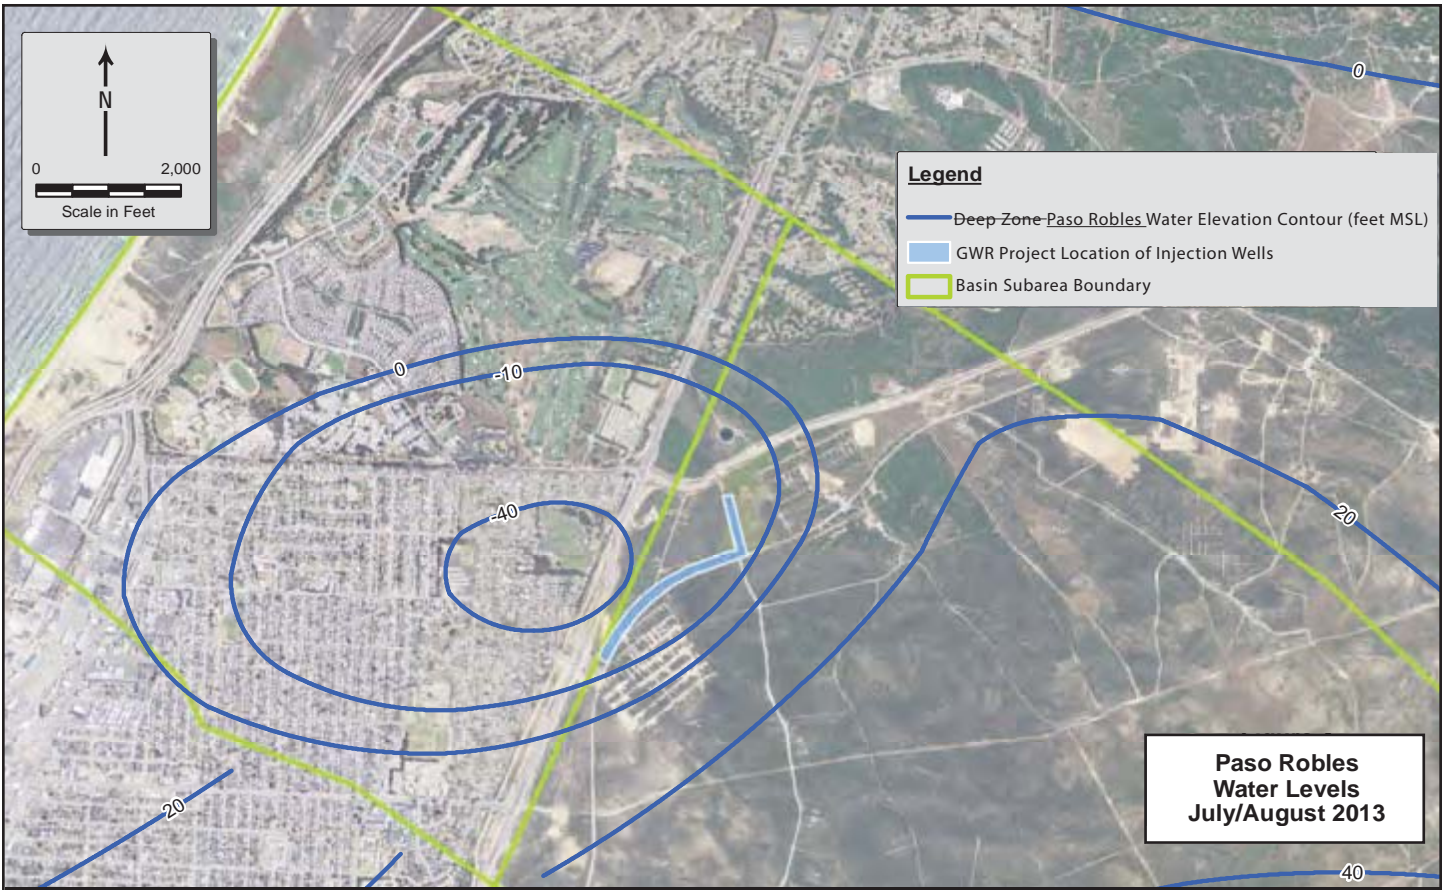 N
0 2,000
Scale in Feet
0
Legend
Deep Zone Paso Robles Water Elevation Contour (feet MSL)
GWR Project Location of Injection Wells
Basin Subarea Boundary
0
-10
-40
20
20
40
Paso Robles
Water Levels
July/August 2013